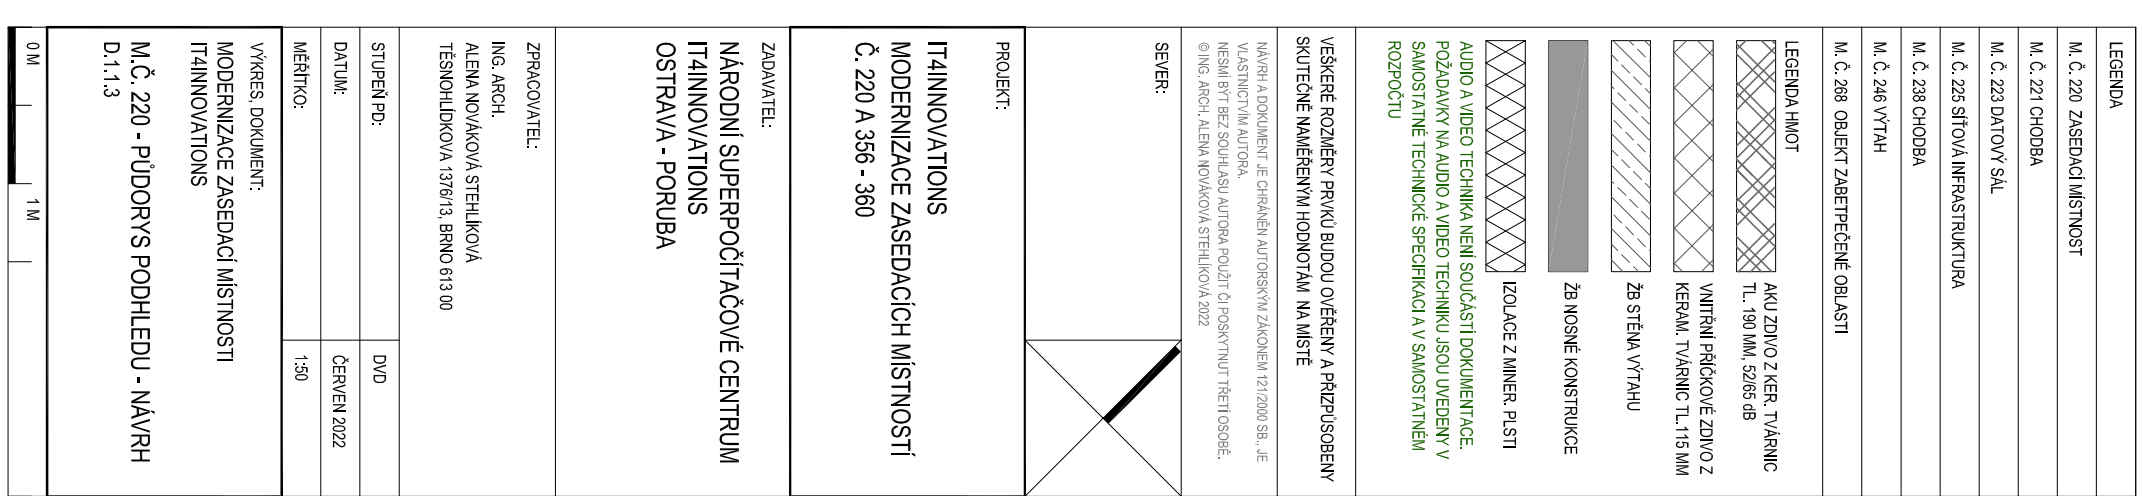 LEGENDA
M. Č. 220 ZASEDACÍ MÍSTNOST
M. Č. 221 CHODBA
M. Č. 223 DATOVÝ SÁL
M. Č. 225 SÍŤOVÁ INFRASTRUKTURA
M. Č. 238 CHODBA
M. Č. 246 VÝTAH
M. Č. 268 OBJEKT ZABETPEČENÉ OBLASTI
LEGENDA HMOT
AKU ZDIVO Z KER. TVÁRNIC
TL. 190 MM, 52/65 dB
VNITŘNÍ PŘÍČKOVÉ ZDIVO Z
KERAM. TVÁRNIC TL. 115 MM
ŽB STĚNA VÝTAHU
ŽB NOSNÉ KONSTRUKCE
IZOLACE Z MINER. PLSTI
AUDIO A VIDEO TECHNIKA NENÍ SOUČÁSTÍ DOKUMENTACE.
POŽADAVKY NA AUDIO A VIDEO TECHNIKU JSOU UVEDENY V
SAMOSTATNÉ TECHNICKÉ SPECIFIKACI A V SAMOSTATNÉM
ROZPOČTU
VEŠKERÉ ROZMĚRY PRVKŮ BUDOU OVĚŘENY A PŘIZPŮSOBENY
SKUTEČNĚ NAMĚŘENÝM HODNOTÁM NA MÍSTĚ
NÁVRH A DOKUMENT JE CHRÁNĚN AUTORSKÝM ZÁKONEM 121/2000 SB., JE
VLASTNICTVÍM AUTORA.
NESMÍ BÝT BEZ SOUHLASU AUTORA POUŽIT ČI POSKYTNUT TŘETÍ OSOBĚ.
© ING. ARCH. ALENA NOVÁKOVÁ STEHLÍKOVÁ 2022
SEVER:
PROJEKT:
IT4INNOVATIONS
MODERNIZACE ZASEDACÍCH MÍSTNOSTÍ
Č. 220 A 356 - 360
ZADAVATEL:
NÁRODNÍ SUPERPOČÍTAČOVÉ CENTRUM
IT4INNOVATIONS
OSTRAVA - PORUBA
ZPRACOVATEL:
ING. ARCH.
ALENA NOVÁKOVÁ STEHLÍKOVÁ
TĚSNOHLÍDKOVA 1376/13, BRNO 613 00
STUPEŇ PD: DVD
DATUM: ČERVEN 2022
MĚŘÍTKO: 1:50
VÝKRES, DOKUMENT:
MODERNIZACE ZASEDACÍ MÍSTNOSTI
IT4INNOVATIONS
M.Č. 220 - PŮDORYS PODHLEDU - NÁVRH
D.1.1.3
0 M 1 M